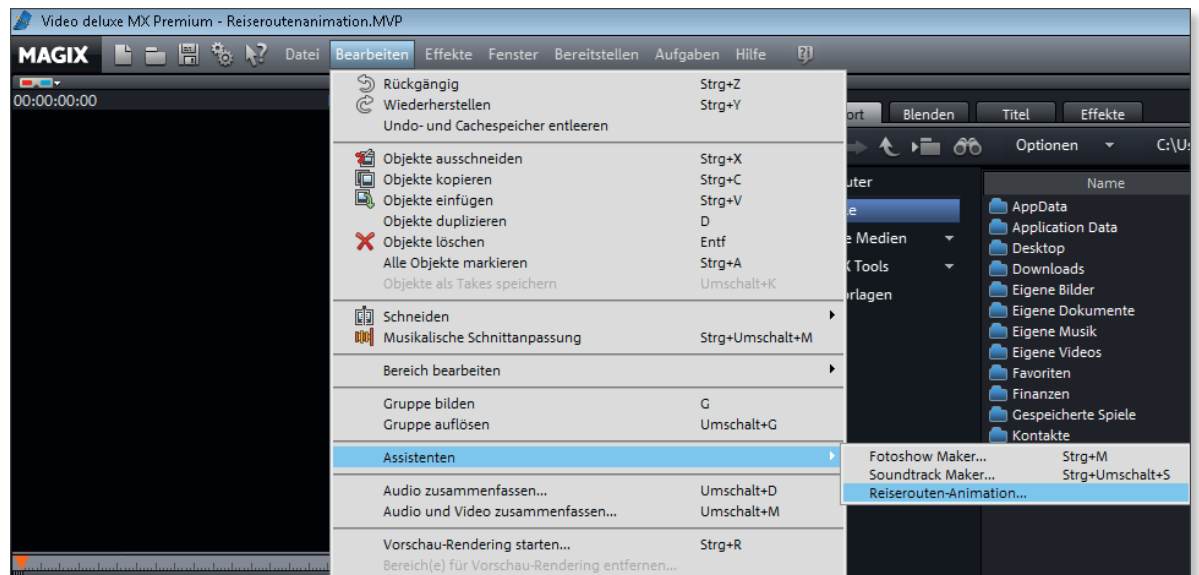 Video deluxe MX Premium - Reiseroutenanimation.MVP
MAGIX Datei Bearbeiten Effekte Fenster Bereitstellen Aufgaben Hilfe
00:00:00:00
Rückgängig Strg+Z
Wiederherstellen Strg+Y
Undo- und Cachespeicher entleeren
Objekte ausschneiden Strg+X
Objekte kopieren Strg+C
Objekte einfügen Strg+V
Objekte duplizieren D
Objekte löschen Entf
Alle Objekte markieren Strg+A
Objekte als Takes speichern Umschalt+K
Schneiden
Musikalische Schnittanpassung Strg+Umschalt+M
Bereich bearbeiten
Gruppe bilden G
Gruppe auflösen Umschalt+G
Assistenten
Audio zusammenfassen... Umschalt+D
Audio und Video zusammenfassen... Umschalt+M
Vorschau-Rendering starten... Strg+R
Bereich(e) für Vorschau-Rendering entfernen...
Fotoshow Maker... Strg+M
Soundtrack Maker... Strg+Umschalt+S
Reiserouten-Animation...
ort Blenden Titel Effekte
Optionen C:\U
uter
e
e Medien
X Tools
orlagen
Name
AppData
Application Data
Desktop
Downloads
Eigene Bilder
Eigene Dokumente
Eigene Musik
Eigene Videos
Favoriten
Finanzen
Gespeicherte Spiele
Kontakte